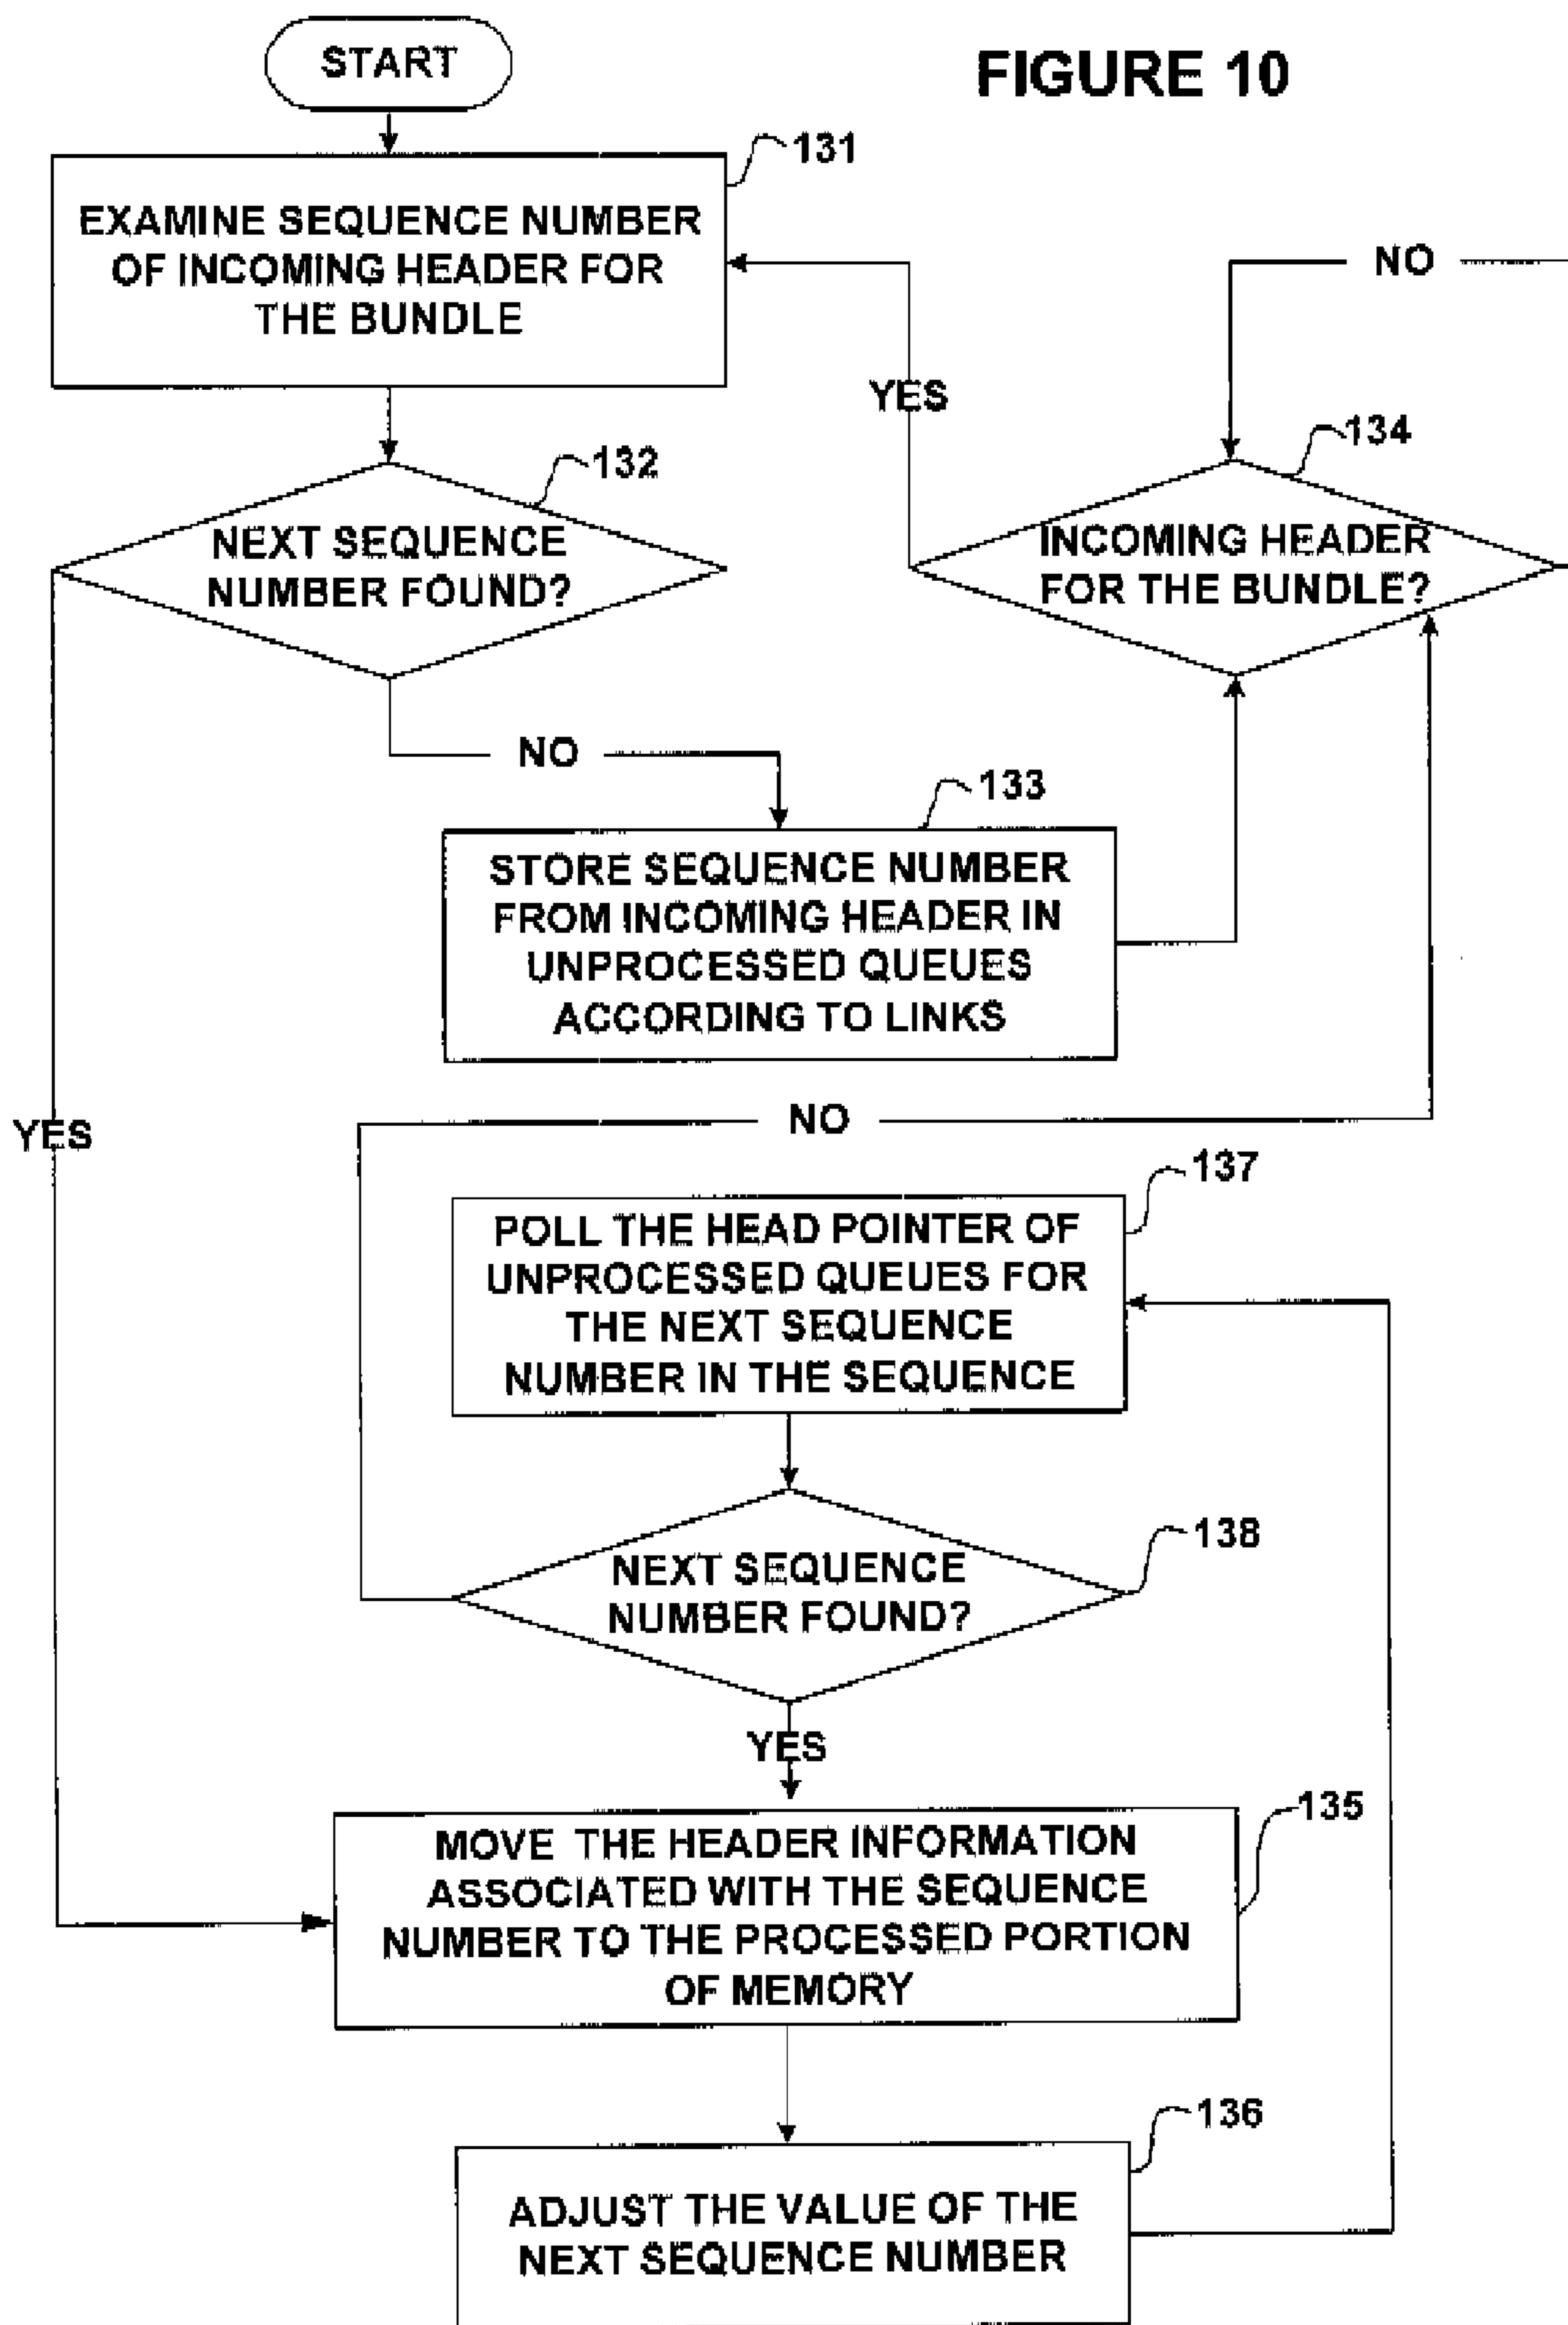 START
FIGURE 10
131
EXAMINE SEQUENCE NUMBER
OF INCOMING HEADER FOR
THE BUNDLE
NO
YES
134
132
NEXT SEQUENCE
NUMBER FOUND?
INCOMING HEADER
FOR THE BUNDLE?
NO
133
STORE SEQUENCE NUMBER
FROM INCOMING HEADER IN
UNPROCESSED QUEUES
ACCORDING TO LINKS
YES
NO
137
POLL THE HEAD POINTER OF
UNPROCESSED QUEUES FOR
THE NEXT SEQUENCE
NUMBER IN THE SEQUENCE
138
NEXT SEQUENCE
NUMBER FOUND?
YES
135
MOVE THE HEADER INFORMATION
ASSOCIATED WITH THE SEQUENCE
NUMBER TO THE PROCESSED PORTION
OF MEMORY
136
ADJUST THE VALUE OF THE
NEXT SEQUENCE NUMBER